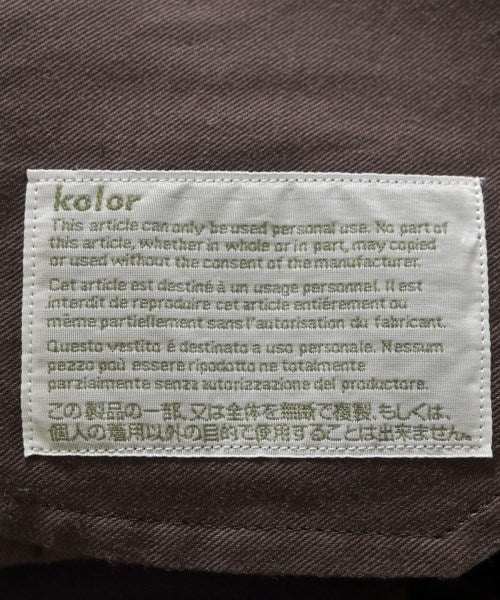 kolor
This article can only be used personal use. No part of
this article, whether in whole or in part, may copied
or used without the consent of the manufacturer.
Cet article est destiné à un usage personnel. Il est
interdit de reproduire cet article entiérement ou
même partiellement sans l'autorisation du fabricant.
Questo vestito é destinato a uso personale. Nessum
pezzo può essere ripodotto ne totalmente
parzialmente senza autorizzazione del produttore.
この製品の一部、又は全体を無断で複製、もしくは、
個人の着用以外の目的で使用することは出来ません。